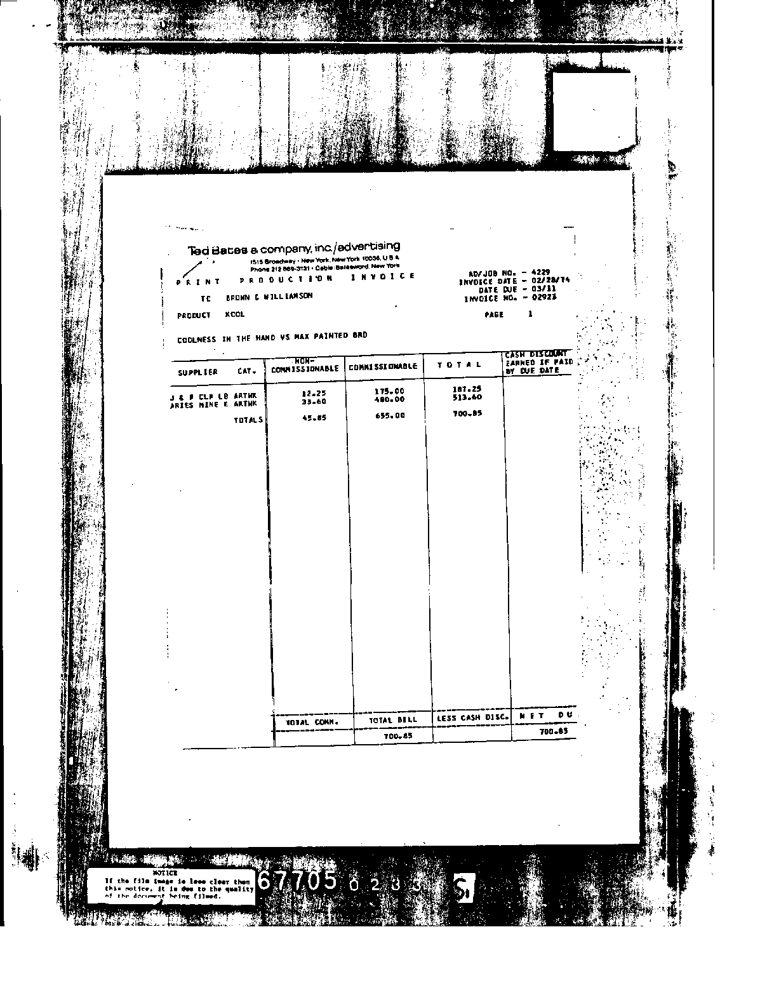 Ted Bates & company, inc./advertising
1515 Broadway • New York, New York 10036, U S A
Phone 212 869-3131 • Cable: Batesword, New York
PRINT PRODUCTION INVOICE
AD/JOB NO. - 4229
INVOICE DATE - 02/28/74
DATE DUE - 03/11
INVOICE NO. - 02923
TO BROWN & WILLIAMSON
PRODUCT KOOL
PAGE 1
COOLNESS IN THE HAND VS MAX PAINTED BRD
SUPPLIER CAT. NON-COMMISSIONABLE COMMISSIONABLE TOTAL CASH DISCOUNT EARNED IF PAID BY DUE DATE
J & P CLR LB ARTWK 12.25 175.00 187.25
ARIES MINE E ARTWK 33.60 480.00 513.60
TOTALS 45.85 655.00 700.85
TOTAL COMM. TOTAL BILL LESS CASH DISC. NET DU
700.85 700.85
NOTICE
If the film image is less clear than
this notice, it is due to the quality
of the document being filmed.
67705 0233